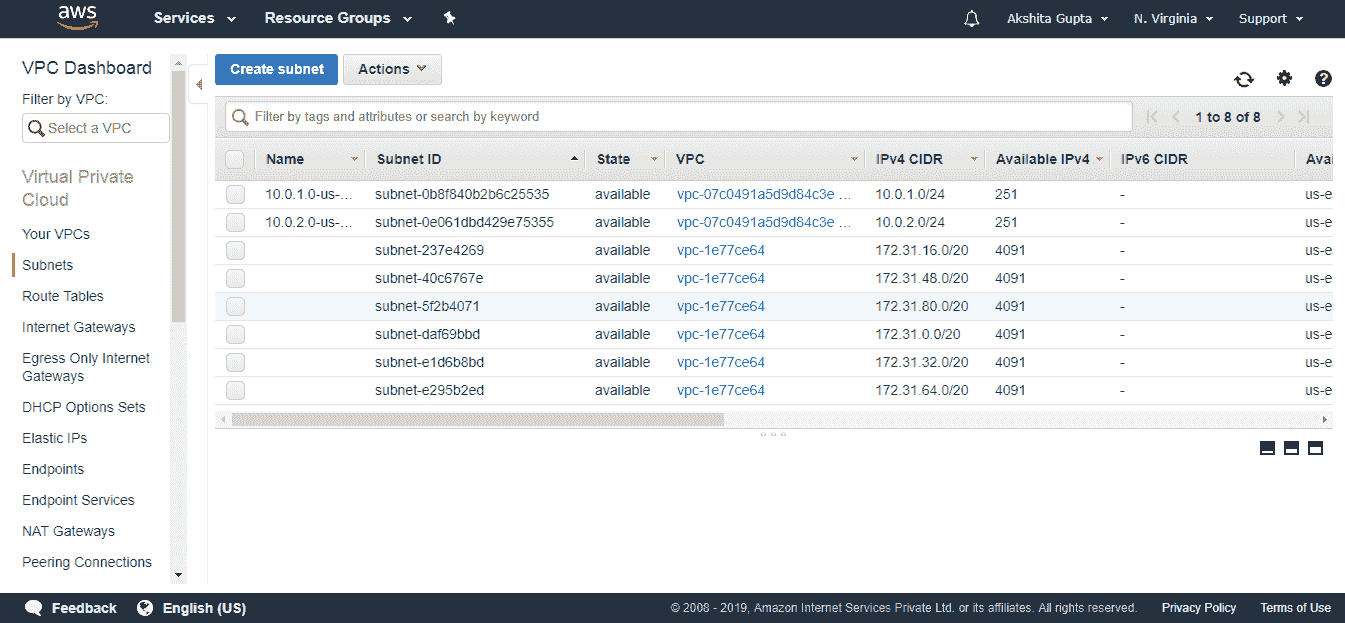 aws Services Resource Groups Akshita Gupta N. Virginia Support
VPC Dashboard
Filter by VPC:
Select a VPC
Virtual Private
Cloud
Your VPCs
Subnets
Route Tables
Internet Gateways
Egress Only Internet
Gateways
DHCP Options Sets
Elastic IPs
Endpoints
Endpoint Services
NAT Gateways
Peering Connections
Create subnet Actions
Filter by tags and attributes or search by keyword 1 to 8 of 8
Name Subnet ID State VPC IPv4 CIDR Available IPv4 IPv6 CIDR Avai
10.0.1.0-us-... subnet-0b8f840b2b6c25535 available vpc-07c0491a5d9d84c3e ... 10.0.1.0/24 251 - us-e
10.0.2.0-us-... subnet-0e061dbd429e75355 available vpc-07c0491a5d9d84c3e ... 10.0.2.0/24 251 - us-e
subnet-237e4269 available vpc-1e77ce64 172.31.16.0/20 4091 - us-e
subnet-40c6767e available vpc-1e77ce64 172.31.48.0/20 4091 - us-e
subnet-5f2b4071 available vpc-1e77ce64 172.31.80.0/20 4091 - us-e
subnet-daf69bbd available vpc-1e77ce64 172.31.0.0/20 4091 - us-e
subnet-e1d6b8bd available vpc-1e77ce64 172.31.32.0/20 4091 - us-e
subnet-e295b2ed available vpc-1e77ce64 172.31.64.0/20 4091 - us-e
Feedback English (US) © 2008 - 2019, Amazon Internet Services Private Ltd. or its affiliates. All rights reserved. Privacy Policy Terms of Use